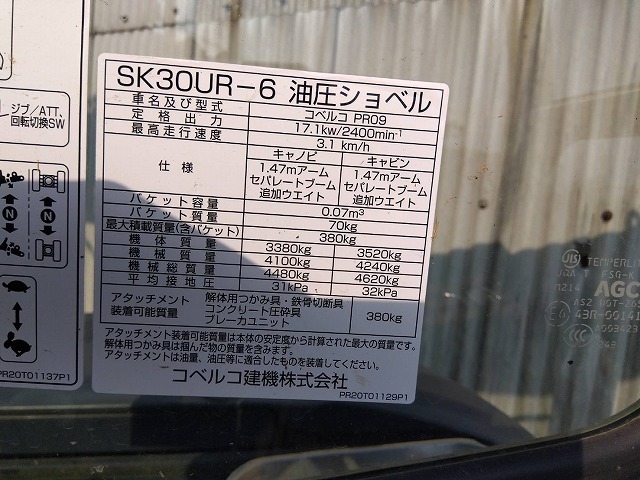 SK30UR-6 油圧ショベル
車名及び型式 コベルコ PR09
定格出力 17.1kw/2400min⁻¹
最高走行速度 3.1 km/h
仕様 キャノピ キャビン
1.47mアーム 1.47mアーム
セパレートブーム セパレートブーム
追加ウエイト 追加ウエイト
バケット容量 0.07m³
バケット質量 70kg
最大積載質量(含バケット) 380kg
機体質量 3380kg 3520kg
機械質量 4100kg 4240kg
機械総質量 4480kg 4620kg
平均接地圧 31kPa 32kPa
アタッチメント 装着可能質量
解体用つかみ具・鉄骨切断具
コンクリート圧砕具
ブレーカユニット
380kg
アタッチメント装着可能質量は本体の安定度から計算された最大の質量です。
解体用つかみ具は掴んだ物の質量を含みます。
アタッチメントは油量、油圧等に適合したものを装着してください。
コベルコ建機株式会社
PR20T01129P1
ジブ/ATT,
回転切換SW
N N
PR20T01137P1
TEMPERLITE
AGC
43R-00141